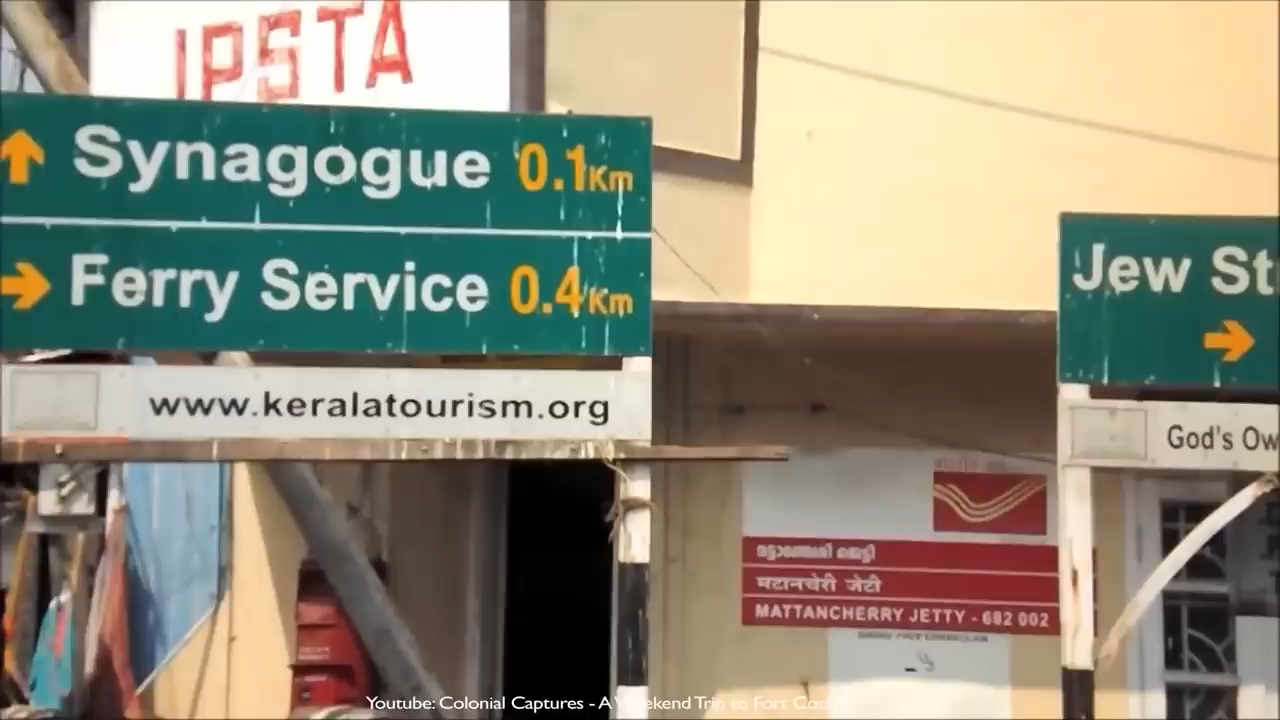 IPSTA
Synagogue 0.1Km
Ferry Service 0.4Km
www.keralatourism.org
Jew St
God's Ow
മട്ടാഞ്ചേരി ജെട്ടി
मटानचेरी जेटी
MATTANCHERRY JETTY - 682 002
Youtube: Colonial Captures - A Weekend Trip to Fort